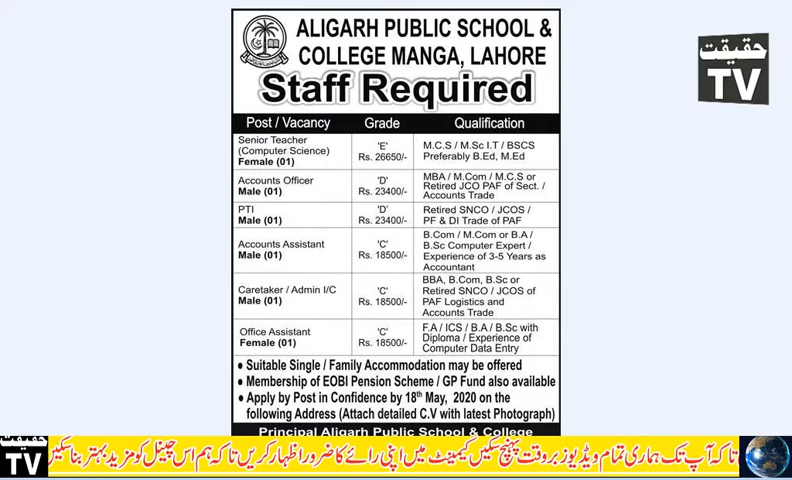 ALIGARH PUBLIC SCHOOL &
COLLEGE MANGA, LAHORE
Staff Required
حقیقت
TV
Post / Vacancy Grade Qualification
Senior Teacher
(Computer Science)
Female (01)
'E'
Rs. 26650/-
M.C.S / M.Sc I.T / BSCS
Preferably B.Ed, M.Ed
Accounts Officer
Male (01)
'D'
Rs. 23400/-
MBA / M.Com / M.C.S or
Retired JCO PAF of Sect. /
Accounts Trade
PTI
Male (01)
'D'
Rs. 23400/-
Retired SNCO / JCOS /
PF & DI Trade of PAF
Accounts Assistant
Male (01)
'C'
Rs. 18500/-
B.Com / M.Com or B.A /
B.Sc Computer Expert /
Experience of 3-5 Years as
Accountant
Caretaker / Admin I/C
Male (01)
'C'
Rs. 18500/-
BBA, B.Com, B.Sc or
Retired SNCO / JCOS of
PAF Logistics and
Accounts Trade
Office Assistant
Female (01)
'C'
Rs. 18500/-
F.A / ICS / B.A / B.Sc with
Diploma / Experience of
Computer Data Entry
• Suitable Single / Family Accommodation may be offered
• Membership of EOBI Pension Scheme / GP Fund also available
• Apply by Post in Confidence by 18th May, 2020 on the
following Address (Attach detailed C.V with latest Photograph)
Principal Aligarh Public School & College
حقیقت
TV
تاکہ آپ تک ہماری تمام ویڈیوز بروقت پہنچ سکیں کیمینٹ میں اپنی رائے کا ضرور اظہار کریں تاکہ ہم اس چینل کو مزید بہتر بنا سکیں